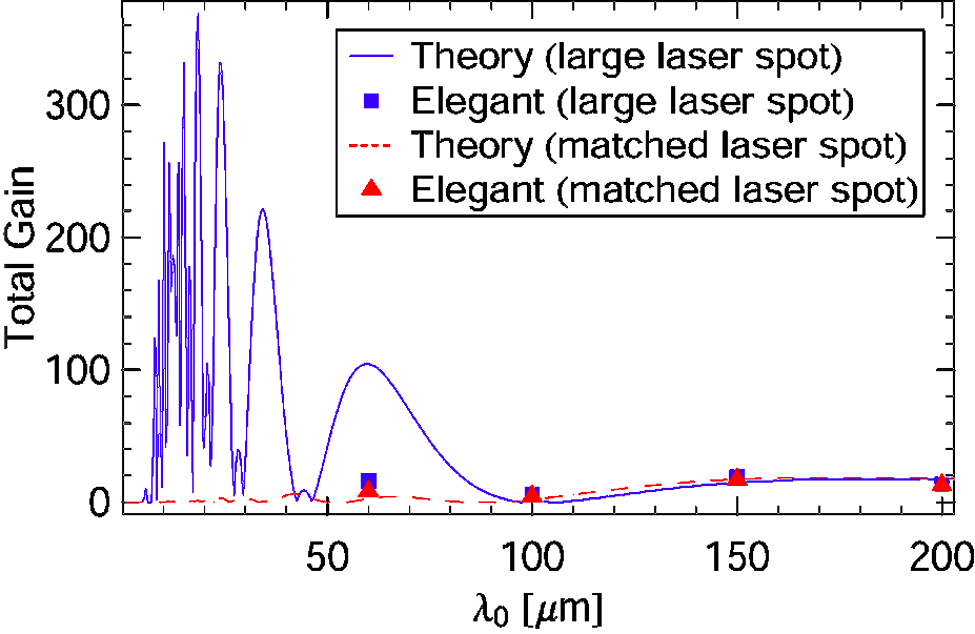 Theory (large laser spot)
Elegant (large laser spot)
Theory (matched laser spot)
Elegant (matched laser spot)
Total Gain
300
200
100
0
50
100
150
200
λ₀ [μm]